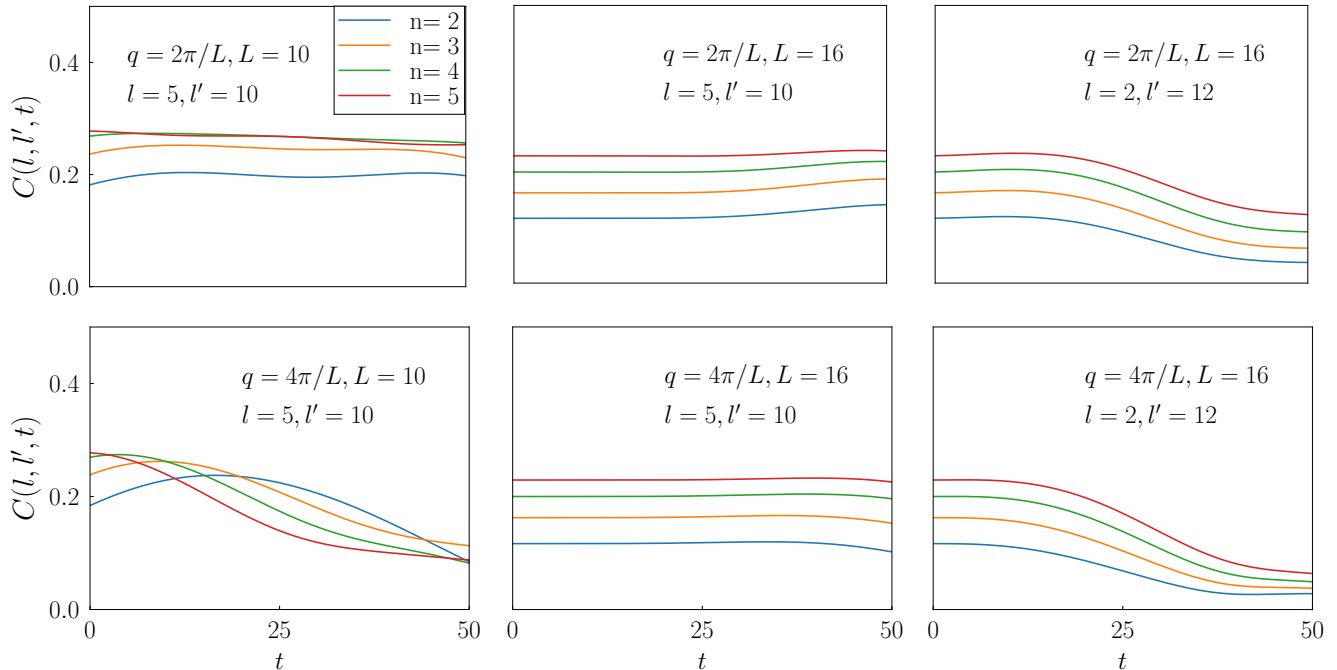 n= 2
n= 3
n= 4
n= 5
q = 2π/L, L = 10
l = 5, l′ = 10
q = 2π/L, L = 16
l = 5, l′ = 10
q = 2π/L, L = 16
l = 2, l′ = 12
C(l, l′, t)
0.4
0.2
0.0
q = 4π/L, L = 10
l = 5, l′ = 10
q = 4π/L, L = 16
l = 5, l′ = 10
q = 4π/L, L = 16
l = 2, l′ = 12
C(l, l′, t)
0.4
0.2
0.0
0 25 50
0 25 50
0 25 50
t
t
t